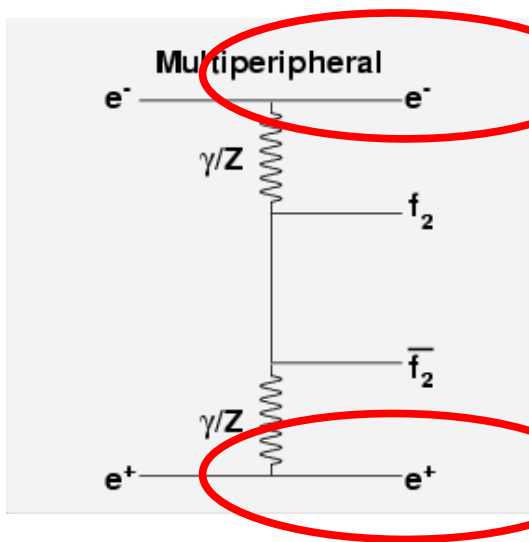 Multiperipheral
e⁻ e⁻
γ/Z
f₂
f̅₂
γ/Z
e⁺ e⁺